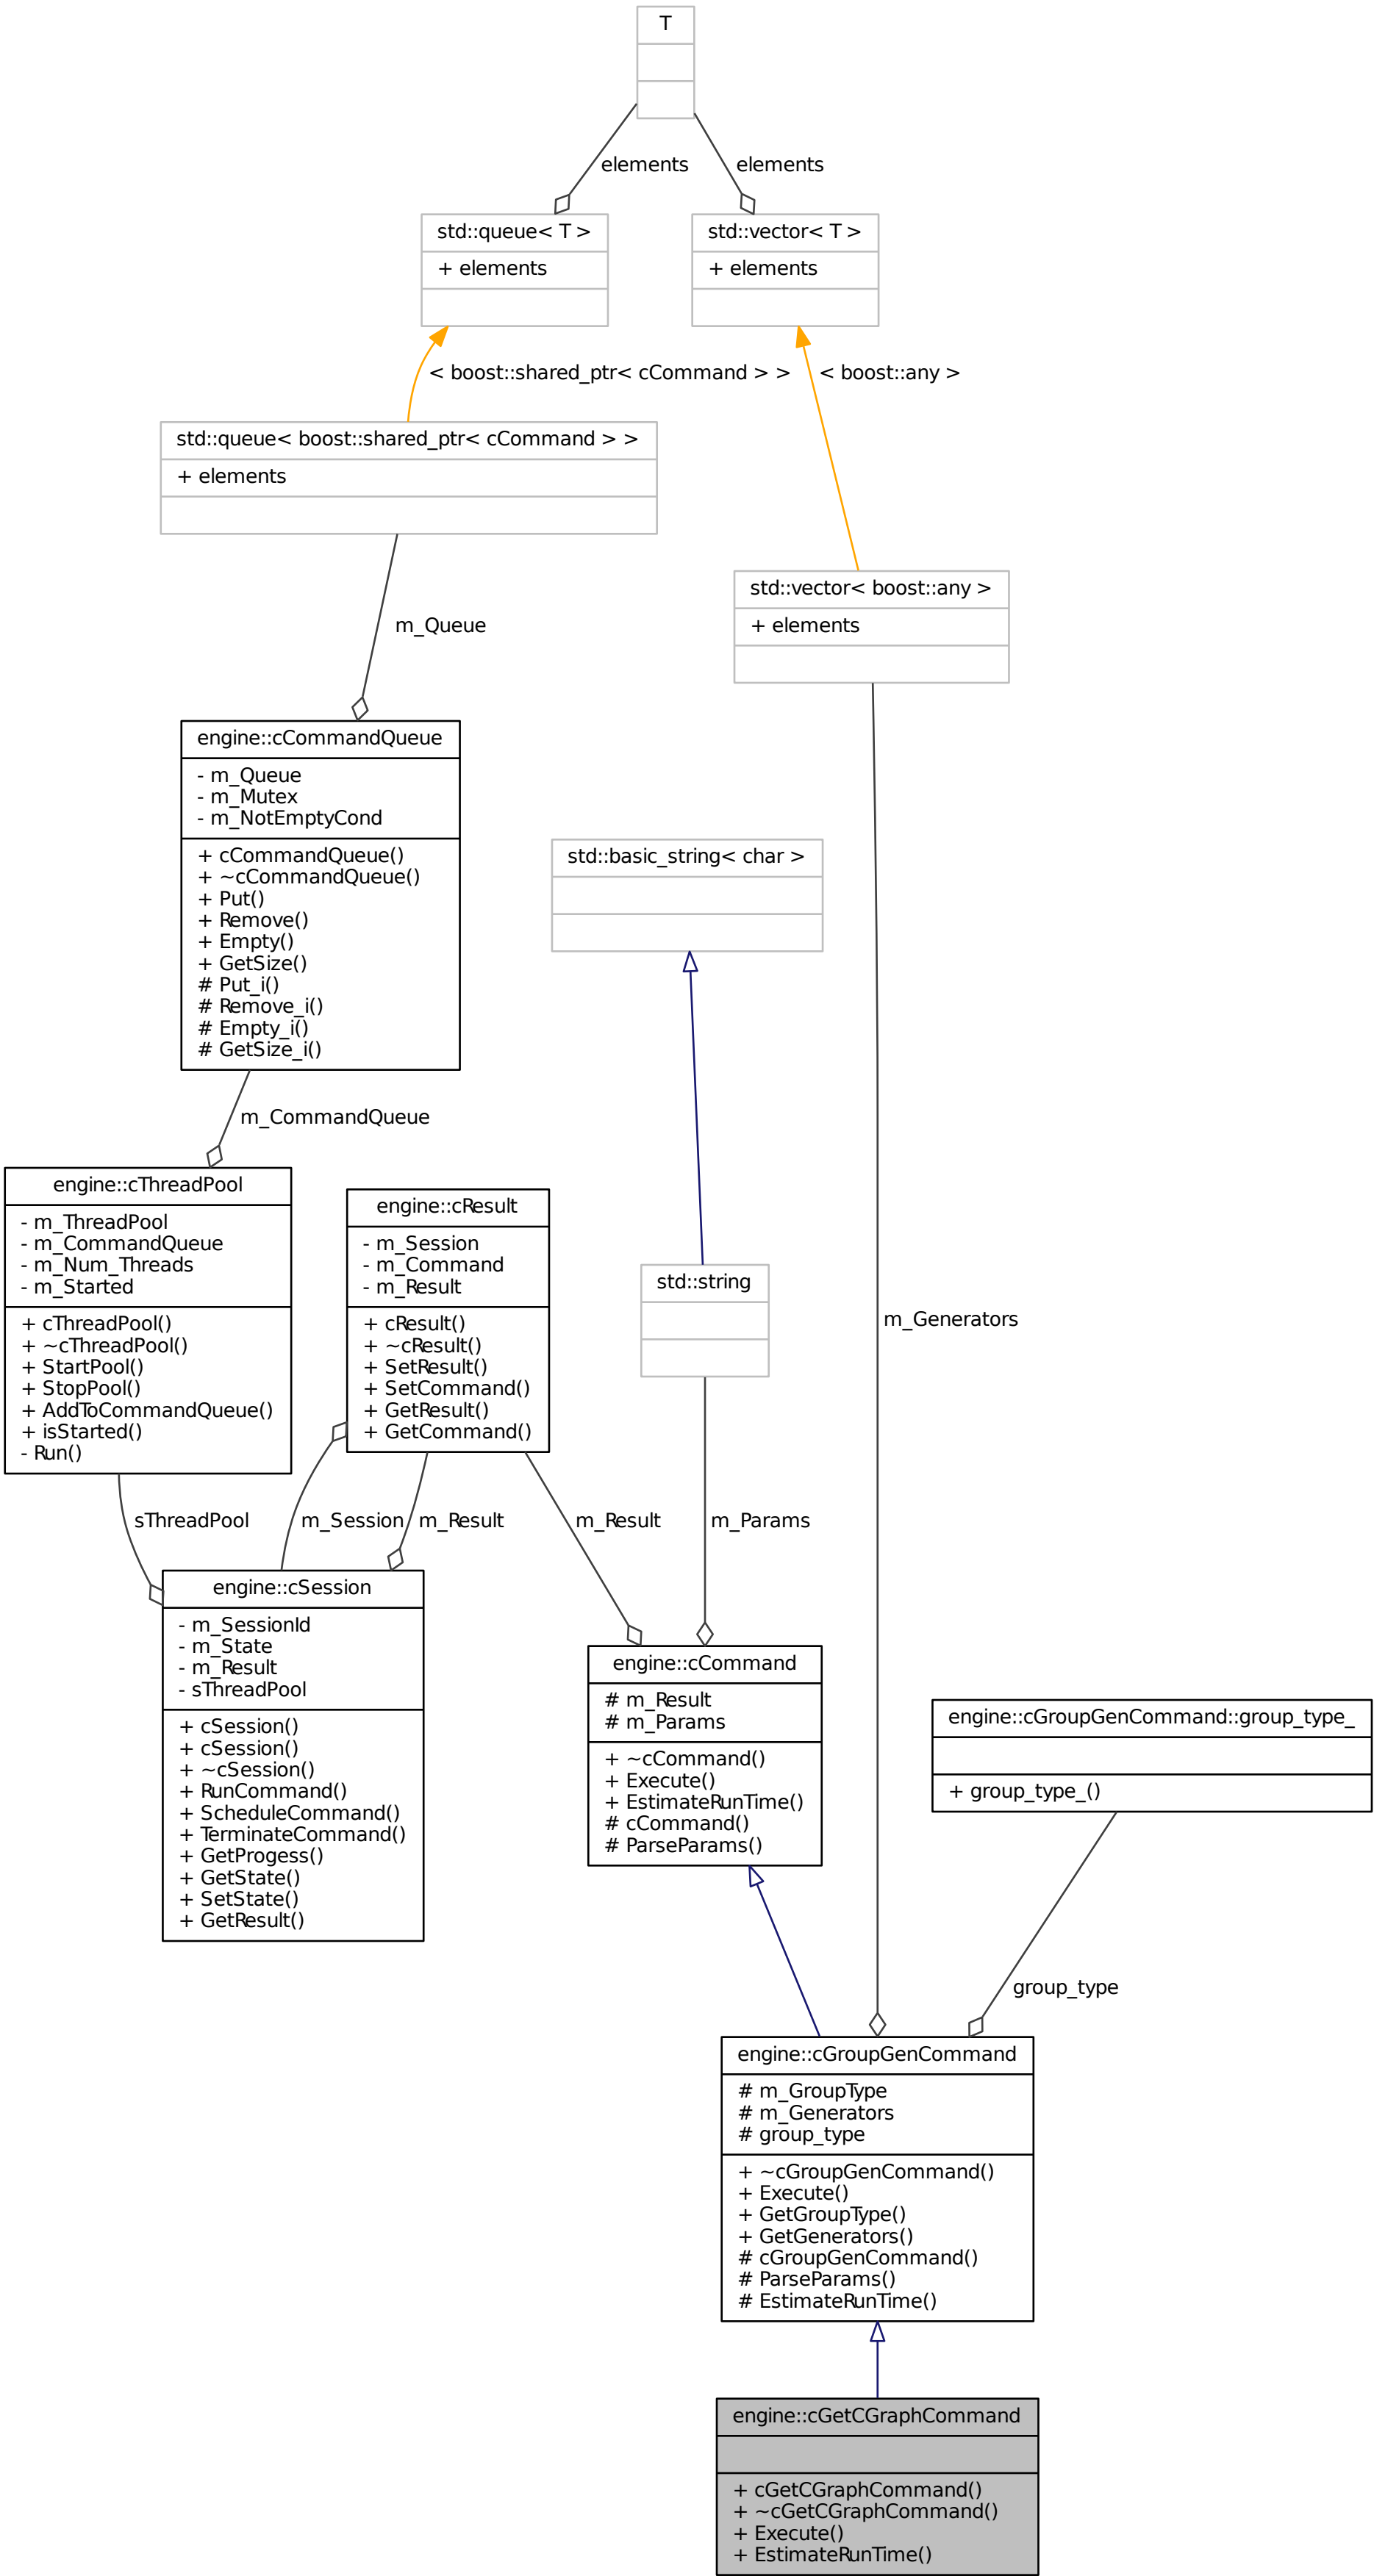 T
elements
elements
std::queue< T >
+ elements
std::vector< T >
+ elements
< boost::shared_ptr< cCommand > >
< boost::any >
std::queue< boost::shared_ptr< cCommand > >
+ elements
std::vector< boost::any >
+ elements
m_Queue
engine::cCommandQueue
- m_Queue
- m_Mutex
- m_NotEmptyCond
+ cCommandQueue()
+ ~cCommandQueue()
+ Put()
+ Remove()
+ Empty()
+ GetSize()
# Put_i()
# Remove_i()
# Empty_i()
# GetSize_i()
std::basic_string< char >
m_CommandQueue
engine::cThreadPool
- m_ThreadPool
- m_CommandQueue
- m_Num_Threads
- m_Started
+ cThreadPool()
+ ~cThreadPool()
+ StartPool()
+ StopPool()
+ AddToCommandQueue()
+ isStarted()
- Run()
engine::cResult
- m_Session
- m_Command
- m_Result
+ cResult()
+ ~cResult()
+ SetResult()
+ SetCommand()
+ GetResult()
+ GetCommand()
std::string
m_Generators
sThreadPool
m_Session
m_Result
m_Result
m_Params
engine::cSession
- m_SessionId
- m_State
- m_Result
- sThreadPool
+ cSession()
+ cSession()
+ ~cSession()
+ RunCommand()
+ ScheduleCommand()
+ TerminateCommand()
+ GetProgess()
+ GetState()
+ SetState()
+ GetResult()
engine::cCommand
# m_Result
# m_Params
+ ~cCommand()
+ Execute()
+ EstimateRunTime()
# cCommand()
# ParseParams()
engine::cGroupGenCommand::group_type_
+ group_type_()
group_type
engine::cGroupGenCommand
# m_GroupType
# m_Generators
# group_type
+ ~cGroupGenCommand()
+ Execute()
+ GetGroupType()
+ GetGenerators()
# cGroupGenCommand()
# ParseParams()
# EstimateRunTime()
engine::cGetCGraphCommand
+ cGetCGraphCommand()
+ ~cGetCGraphCommand()
+ Execute()
+ EstimateRunTime()